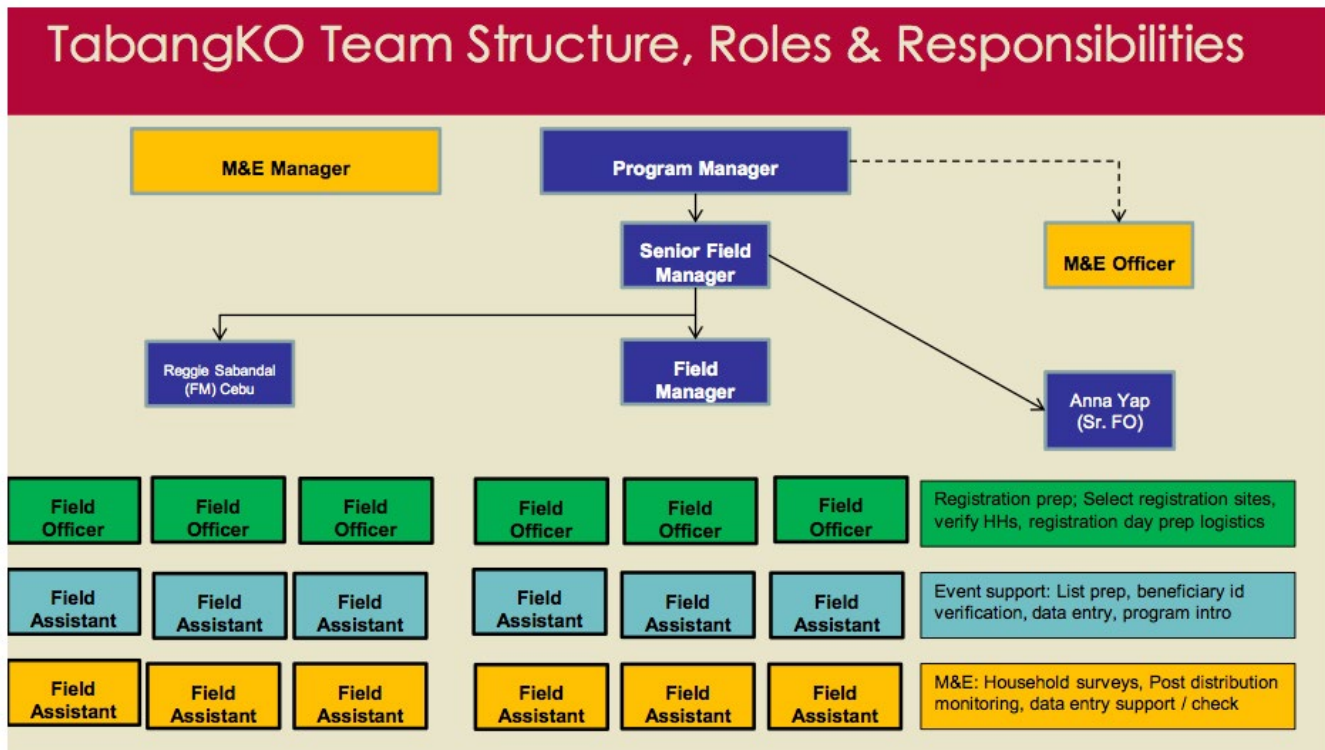 TabangKO Team Structure, Roles & Responsibilities
M&E Manager
Program Manager
Senior Field
Manager
M&E Officer
Reggie Sabandal
(FM) Cebu
Field
Manager
Anna Yap
(Sr. FO)
Field
Officer
Field
Officer
Field
Officer
Field
Officer
Field
Officer
Field
Officer
Registration prep; Select registration sites,
verify HHs, registration day prep logistics
Field
Assistant
Field
Assistant
Field
Assistant
Field
Assistant
Field
Assistant
Field
Assistant
Event support: List prep, beneficiary id
verification, data entry, program intro
Field
Assistant
Field
Assistant
Field
Assistant
Field
Assistant
Field
Assistant
Field
Assistant
M&E: Household surveys, Post distribution
monitoring, data entry support / check